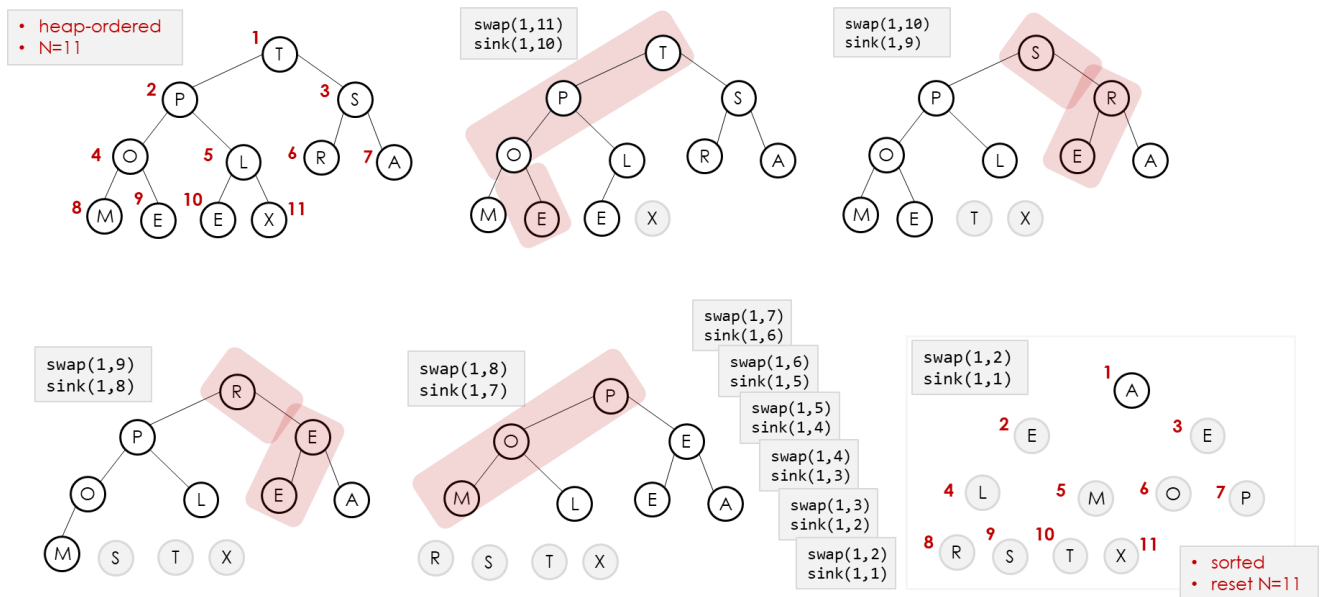 • heap-ordered
• N=11
1 T
2 P 3 S
4 O 5 L 6 R 7 A
8 M 9 E 10 E X 11
swap(1,11)
sink(1,10)
T
P S
O L R A
M E E X
swap(1,10)
sink(1,9)
S
P R
O L E A
M E T X
swap(1,9)
sink(1,8)
R
P E
O L E A
M S T X
swap(1,8)
sink(1,7)
P
O E
M L E A
R S T X
swap(1,7)
sink(1,6)
swap(1,6)
sink(1,5)
swap(1,5)
sink(1,4)
swap(1,4)
sink(1,3)
swap(1,3)
sink(1,2)
swap(1,2)
sink(1,1)
swap(1,2)
sink(1,1)
1 A
2 E 3 E
4 L 5 M 6 O 7 P
8 R 9 S 10 T X 11
• sorted
• reset N=11